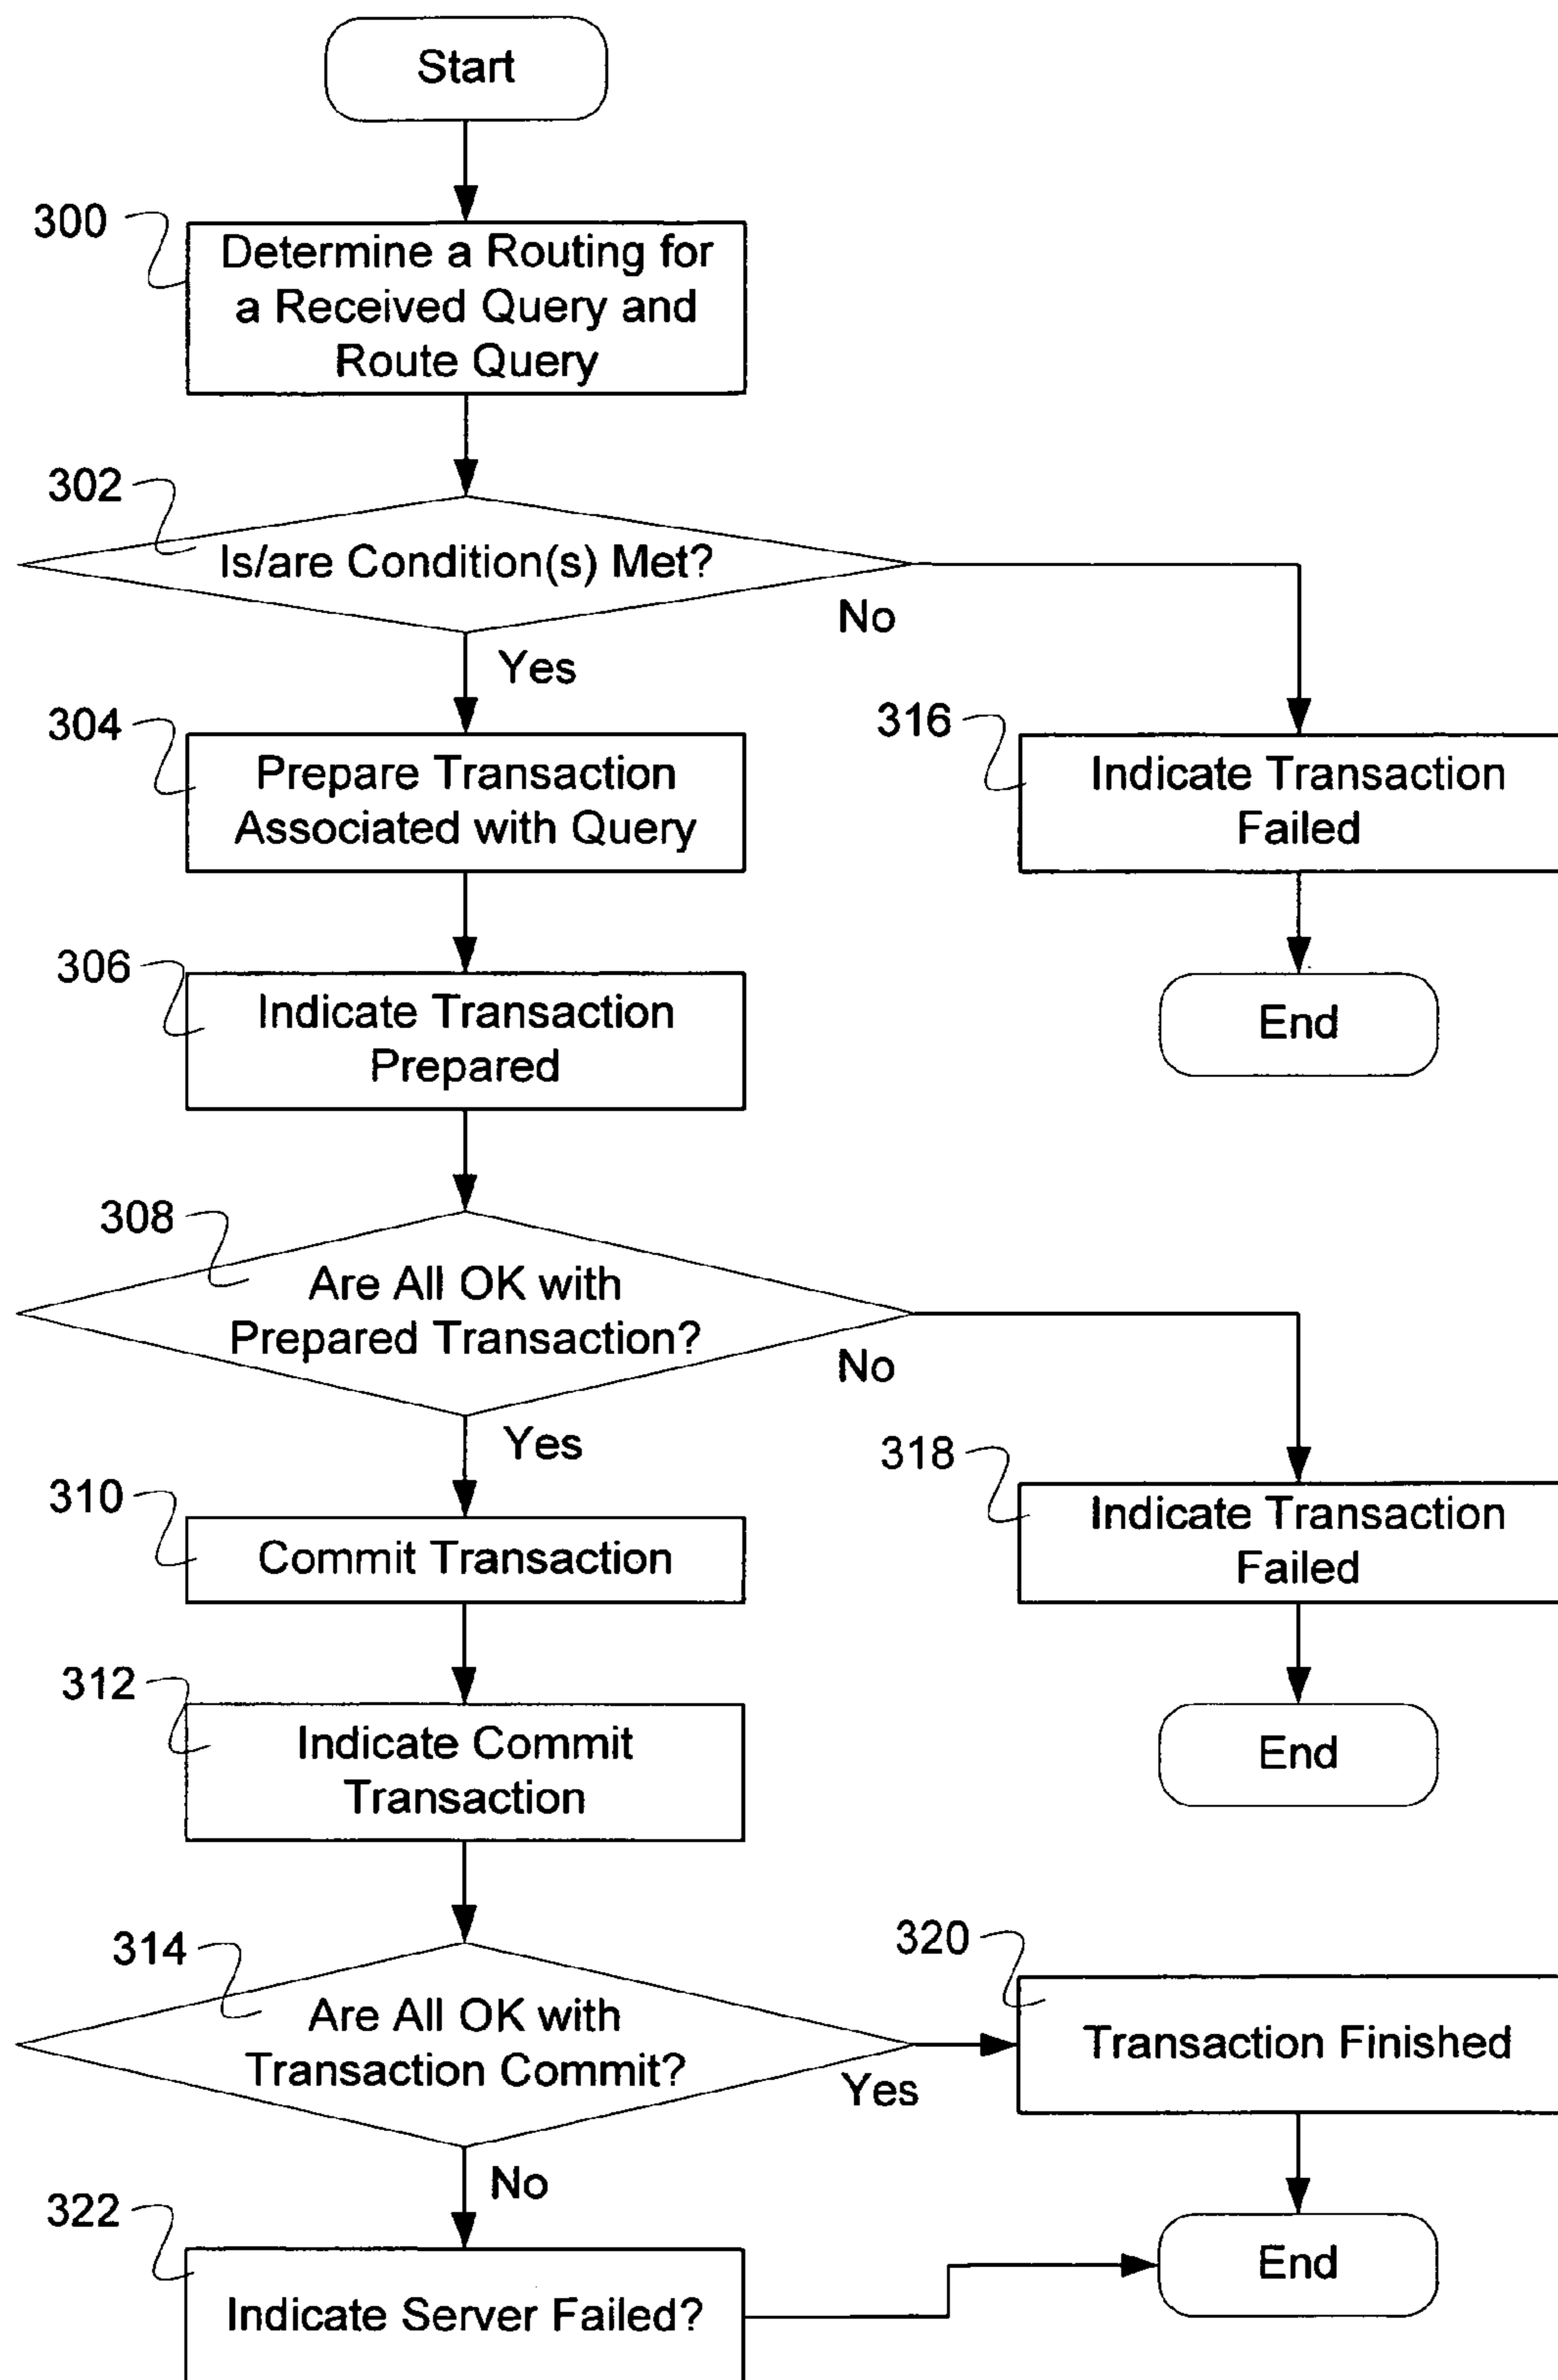 Start
300
Determine a Routing for
a Received Query and
Route Query
302
Is/are Condition(s) Met?
No
Yes
304
Prepare Transaction
Associated with Query
316
Indicate Transaction
Failed
306
Indicate Transaction
Prepared
End
308
Are All OK with
Prepared Transaction?
No
Yes
310
Commit Transaction
318
Indicate Transaction
Failed
312
Indicate Commit
Transaction
End
314
Are All OK with
Transaction Commit?
Yes
320
Transaction Finished
No
322
Indicate Server Failed?
End